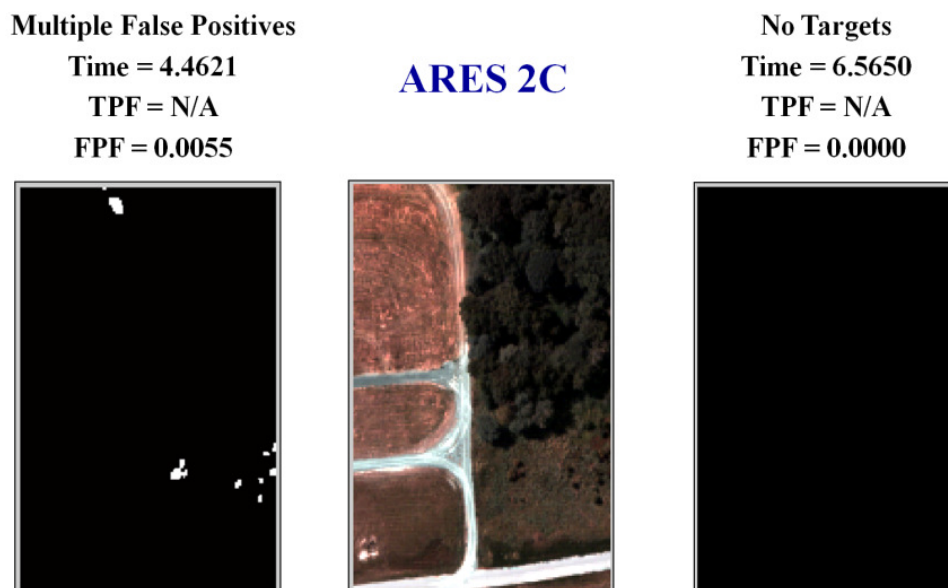 Multiple False Positives
Time = 4.4621
TPF = N/A
FPF = 0.0055
ARES 2C
No Targets
Time = 6.5650
TPF = N/A
FPF = 0.0000